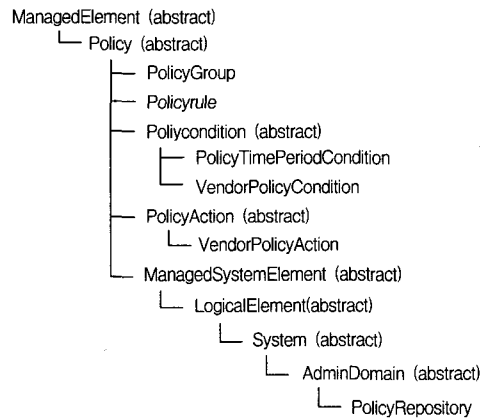 ManagedElement (abstract)
Policy (abstract)
PolicyGroup
Policyrule
Poliycondition (abstract)
PolicyTimePeriodCondition
VendorPolicyCondition
PolicyAction (abstract)
VendorPolicyAction
ManagedSystemElement (abstract)
LogicalElement(abstract)
System (abstract)
AdminDomain (abstract)
PolicyRepository